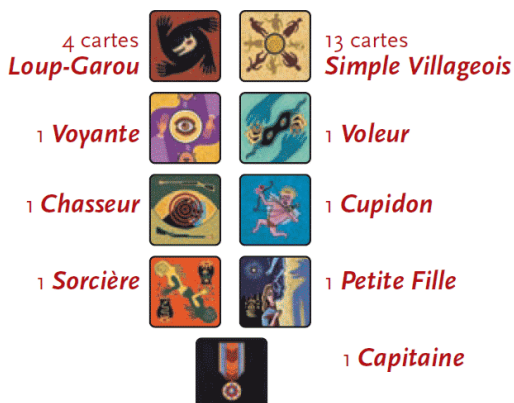 4 cartes
Loup-Garou
13 cartes
Simple Villageois
1 Voyante
1 Voleur
1 Chasseur
1 Cupidon
1 Sorcière
1 Petite Fille
1 Capitaine